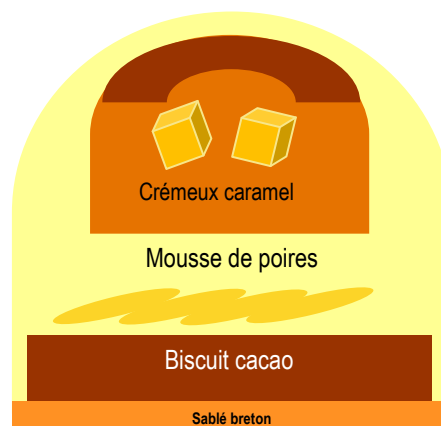 Crémeux caramel
Mousse de poires
Biscuit cacao
Sablé breton